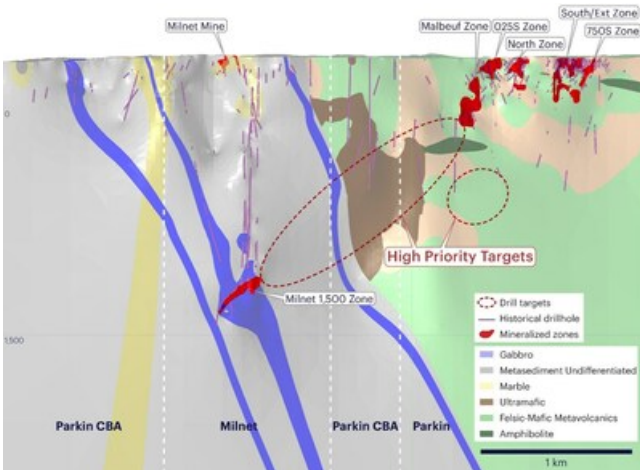 South/Ext Zone
Milnet Mine
Malbeuf Zone
025S Zone
750S Zone
North Zone
0
High Priority Targets
Milnet 1,500 Zone
1,500
Drill targets
Historical drillhole
Mineralized zones
Gabbro
Metasediment Undifferentiated
Marble
Ultramafic
Felsic-Mafic Metavolcanics
Amphibolite
Parkin CBA
Milnet
Parkin CBA
Parkin
1 km